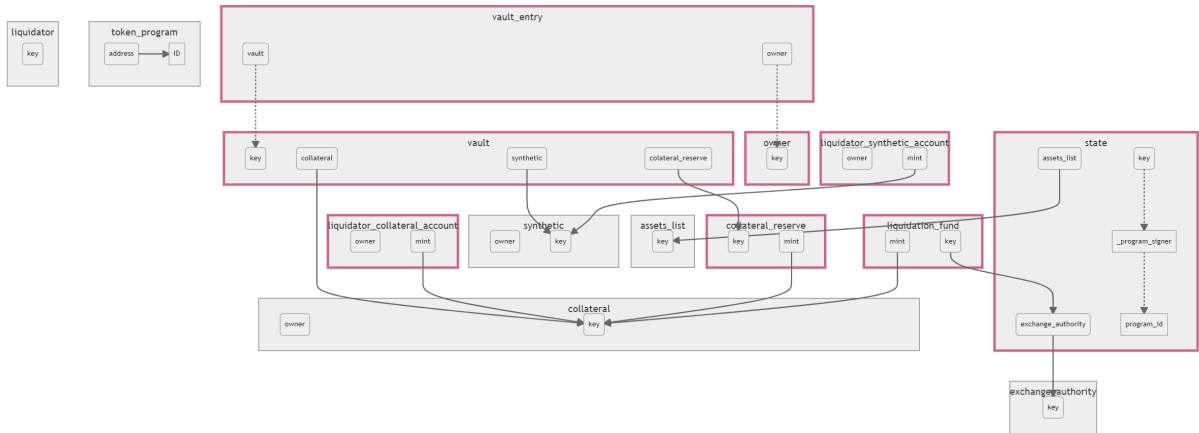 liquidator
key
token_program
address
ID
vault_entry
vault
owner
vault
key
collateral
synthetic
colateral_reserve
owner
key
liquidator_synthetic_account
owner
mint
state
assets_list
key
_program_signer
program_id
exchange_authority
liquidator_collateral_account
owner
mint
synthetic
owner
key
assets_list
key
collateral_reserve
key
mint
liquidation_fund
mint
key
collateral
owner
key
exchange_authority
key